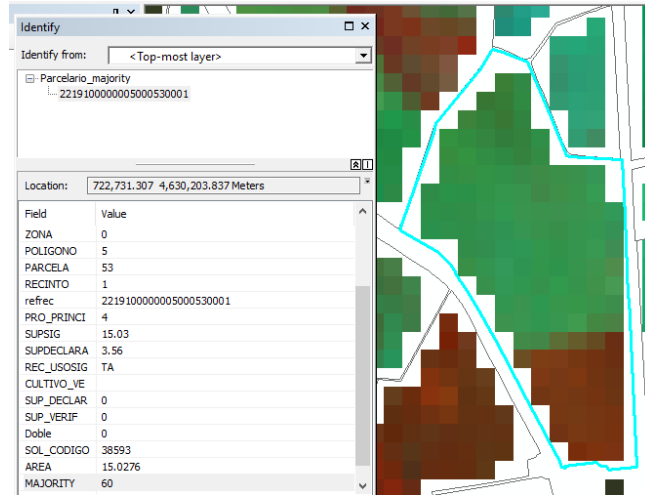 Identify
Identify from: <Top-most layer>
Parcelario_majority
2219100000005000530001
Location: 722,731.307 4,630,203.837 Meters
Field Value
ZONA 0
POLIGONO 5
PARCELA 53
RECINTO 1
refrec 2219100000005000530001
PRO_PRINCI 4
SUPSIG 15.03
SUPDECLARA 3.56
REC_USOSIG TA
CULTIVO_VE
SUP_DECLAR 0
SUP_VERIF 0
Doble 0
SOL_CODIGO 38593
AREA 15.0276
MAJORITY 60